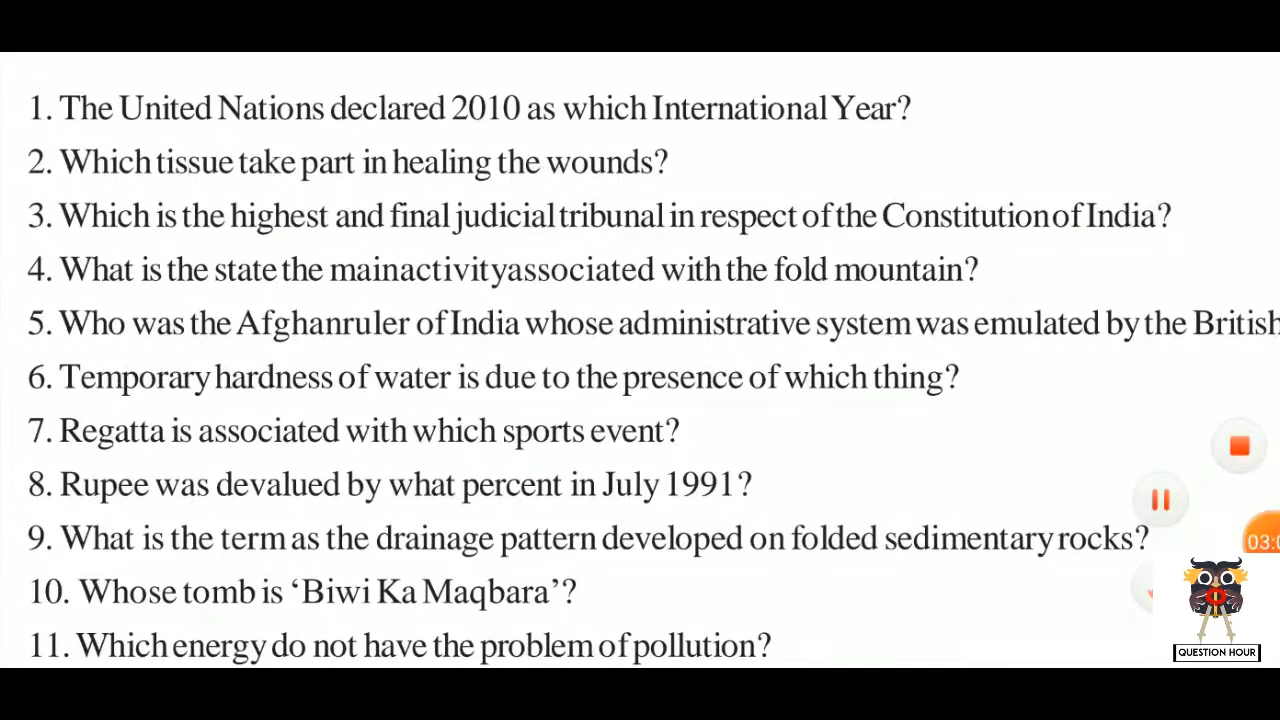 1. The United Nations declared 2010 as which International Year?
2. Which tissue take part in healing the wounds?
3. Which is the highest and final judicial tribunal in respect of the Constitution of India?
4. What is the state the mainactivityassociated with the fold mountain?
5. Who was the Afghanruler of India whose administrative system was emulated by the British
6. Temporary hardness of water is due to the presence of which thing?
7. Regatta is associated with which sports event?
8. Rupee was devalued by what percent in July 1991?
9. What is the term as the drainage pattern developed on folded sedimentary rocks?
03:0
10. Whose tomb is ‘Biwi Ka Maqbara’?
11. Which energy do not have the problem of pollution?
QUESTION HOUR